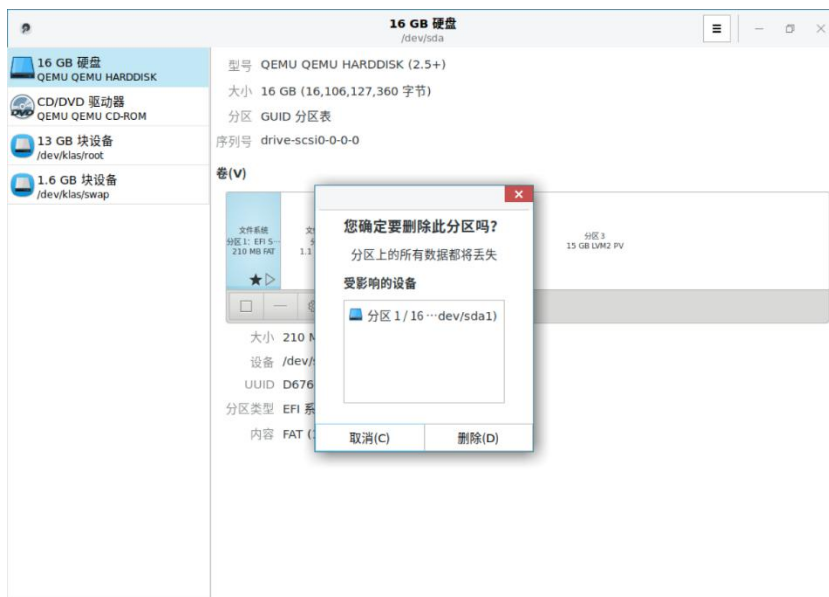 16 GB 硬盘
/dev/sda
16 GB 硬盘
QEMU QEMU HARDDISK
CD/DVD 驱动器
QEMU QEMU CD-ROM
13 GB 块设备
/dev/klas/root
1.6 GB 块设备
/dev/klas/swap
型号 QEMU QEMU HARDDISK (2.5+)
大小 16 GB (16,106,127,360 字节)
分区 GUID 分区表
序列号 drive-scsi0-0-0-0
卷(V)
文件系统
分区 1: EFI S…
210 MB FAT
文
1.1
分区 3
15 GB LVM2 PV
大小 210 M
设备 /dev/s
UUID D676
分区类型 EFI 系
内容 FAT (
您确定要删除此分区吗?
分区上的所有数据都将丢失
受影响的设备
分区 1 / 16 …dev/sda1)
取消(C)
删除(D)